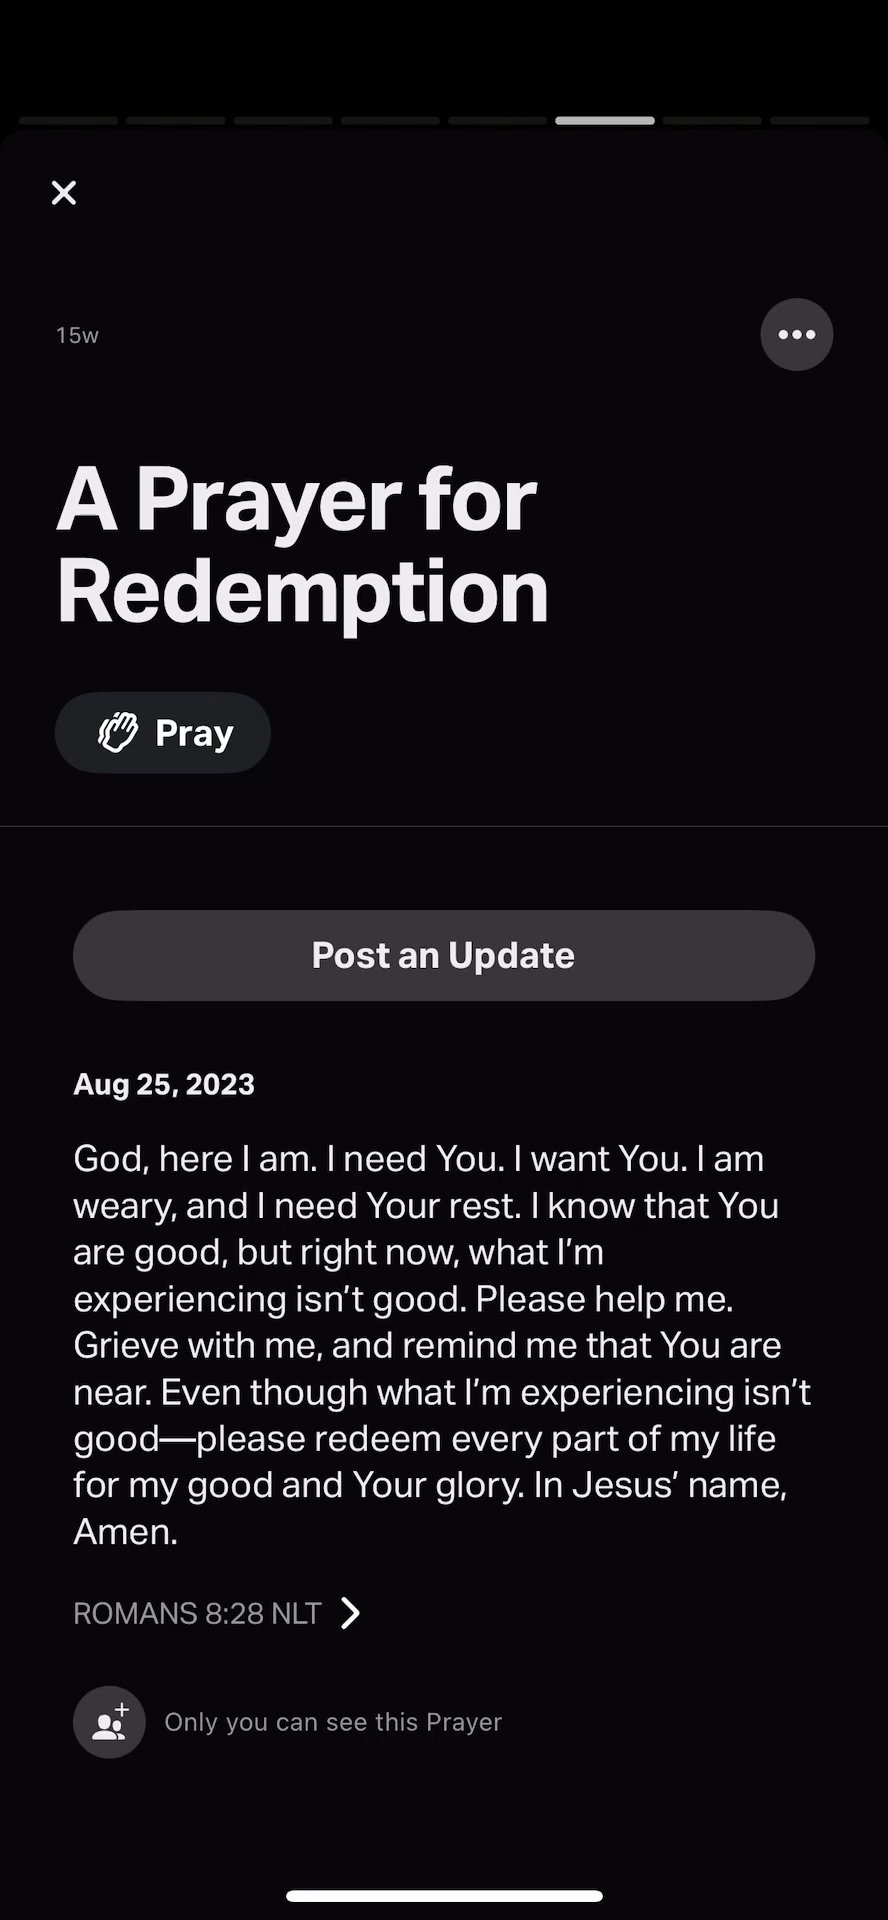 15w
A Prayer for
Redemption
Pray
Post an Update
Aug 25, 2023
God, here I am. I need You. I want You. I am
weary, and I need Your rest. I know that You
are good, but right now, what I’m
experiencing isn’t good. Please help me.
Grieve with me, and remind me that You are
near. Even though what I’m experiencing isn’t
good—please redeem every part of my life
for my good and Your glory. In Jesus’ name,
Amen.
ROMANS 8:28 NLT
Only you can see this Prayer